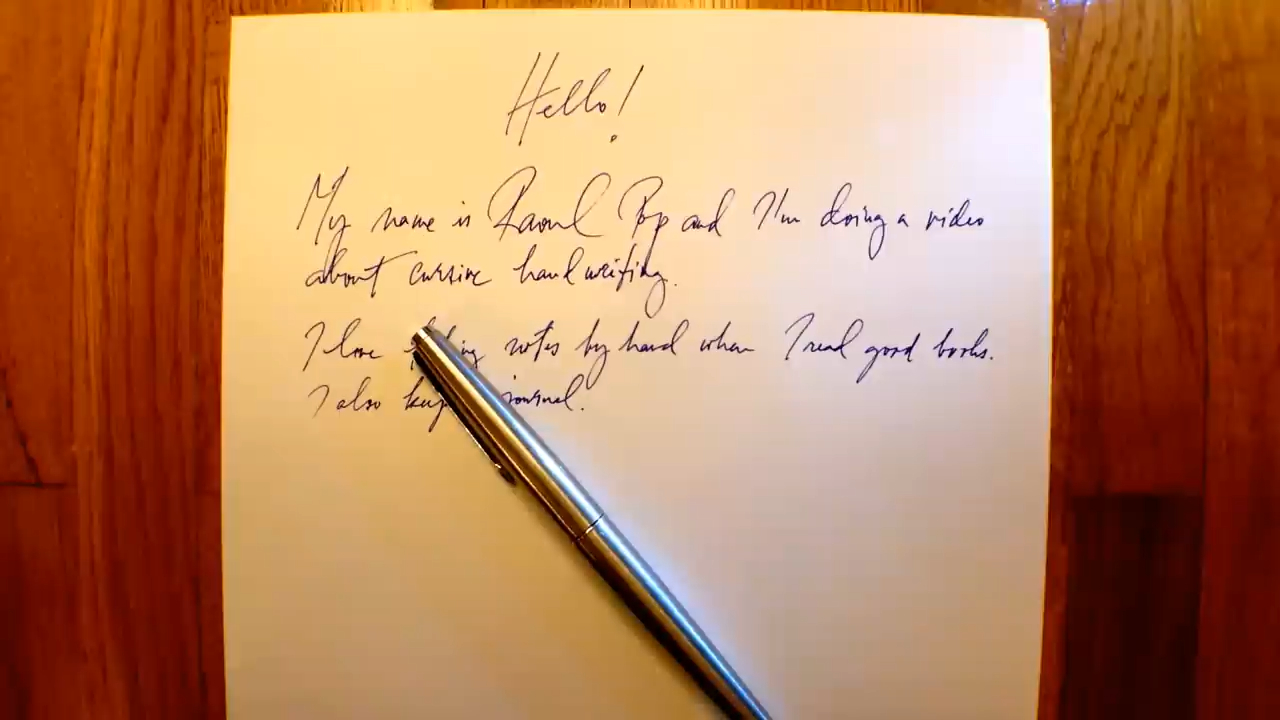 Hello!
My name is Raoul Pop and I'm doing a video
about cursive handwriting.
I love notes by hand when I read good books.
I also keep journal.